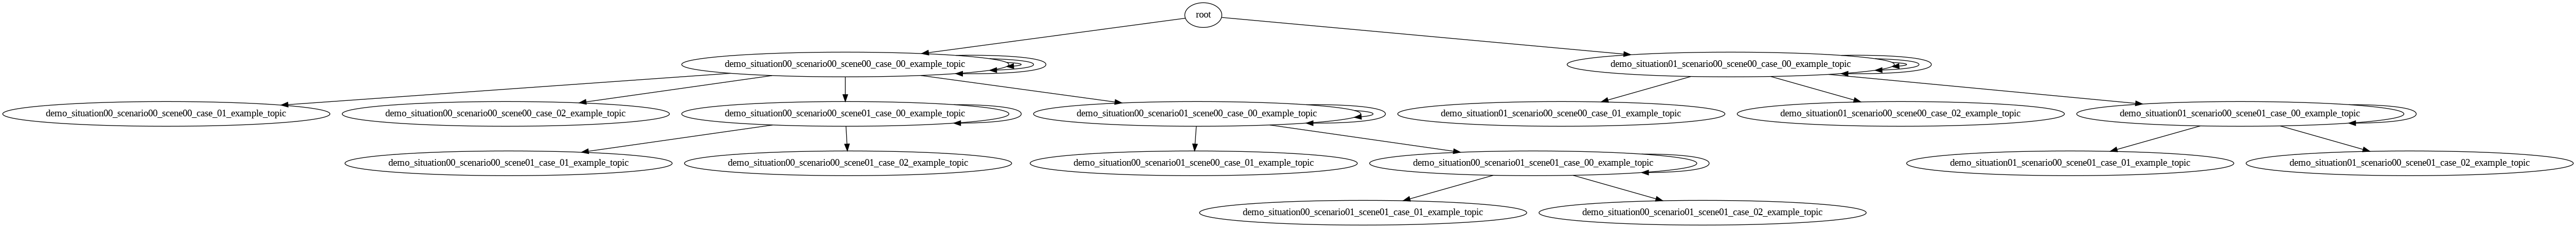 root
demo_situation00_scenario00_scene00_case_00_example_topic
demo_situation01_scenario00_scene00_case_00_example_topic
demo_situation00_scenario00_scene00_case_01_example_topic
demo_situation00_scenario00_scene00_case_02_example_topic
demo_situation00_scenario00_scene01_case_00_example_topic
demo_situation00_scenario01_scene00_case_00_example_topic
demo_situation01_scenario00_scene00_case_01_example_topic
demo_situation01_scenario00_scene00_case_02_example_topic
demo_situation01_scenario00_scene01_case_00_example_topic
demo_situation00_scenario00_scene01_case_01_example_topic
demo_situation00_scenario00_scene01_case_02_example_topic
demo_situation00_scenario01_scene00_case_01_example_topic
demo_situation00_scenario01_scene01_case_00_example_topic
demo_situation01_scenario00_scene01_case_01_example_topic
demo_situation01_scenario00_scene01_case_02_example_topic
demo_situation00_scenario01_scene01_case_01_example_topic
demo_situation00_scenario01_scene01_case_02_example_topic